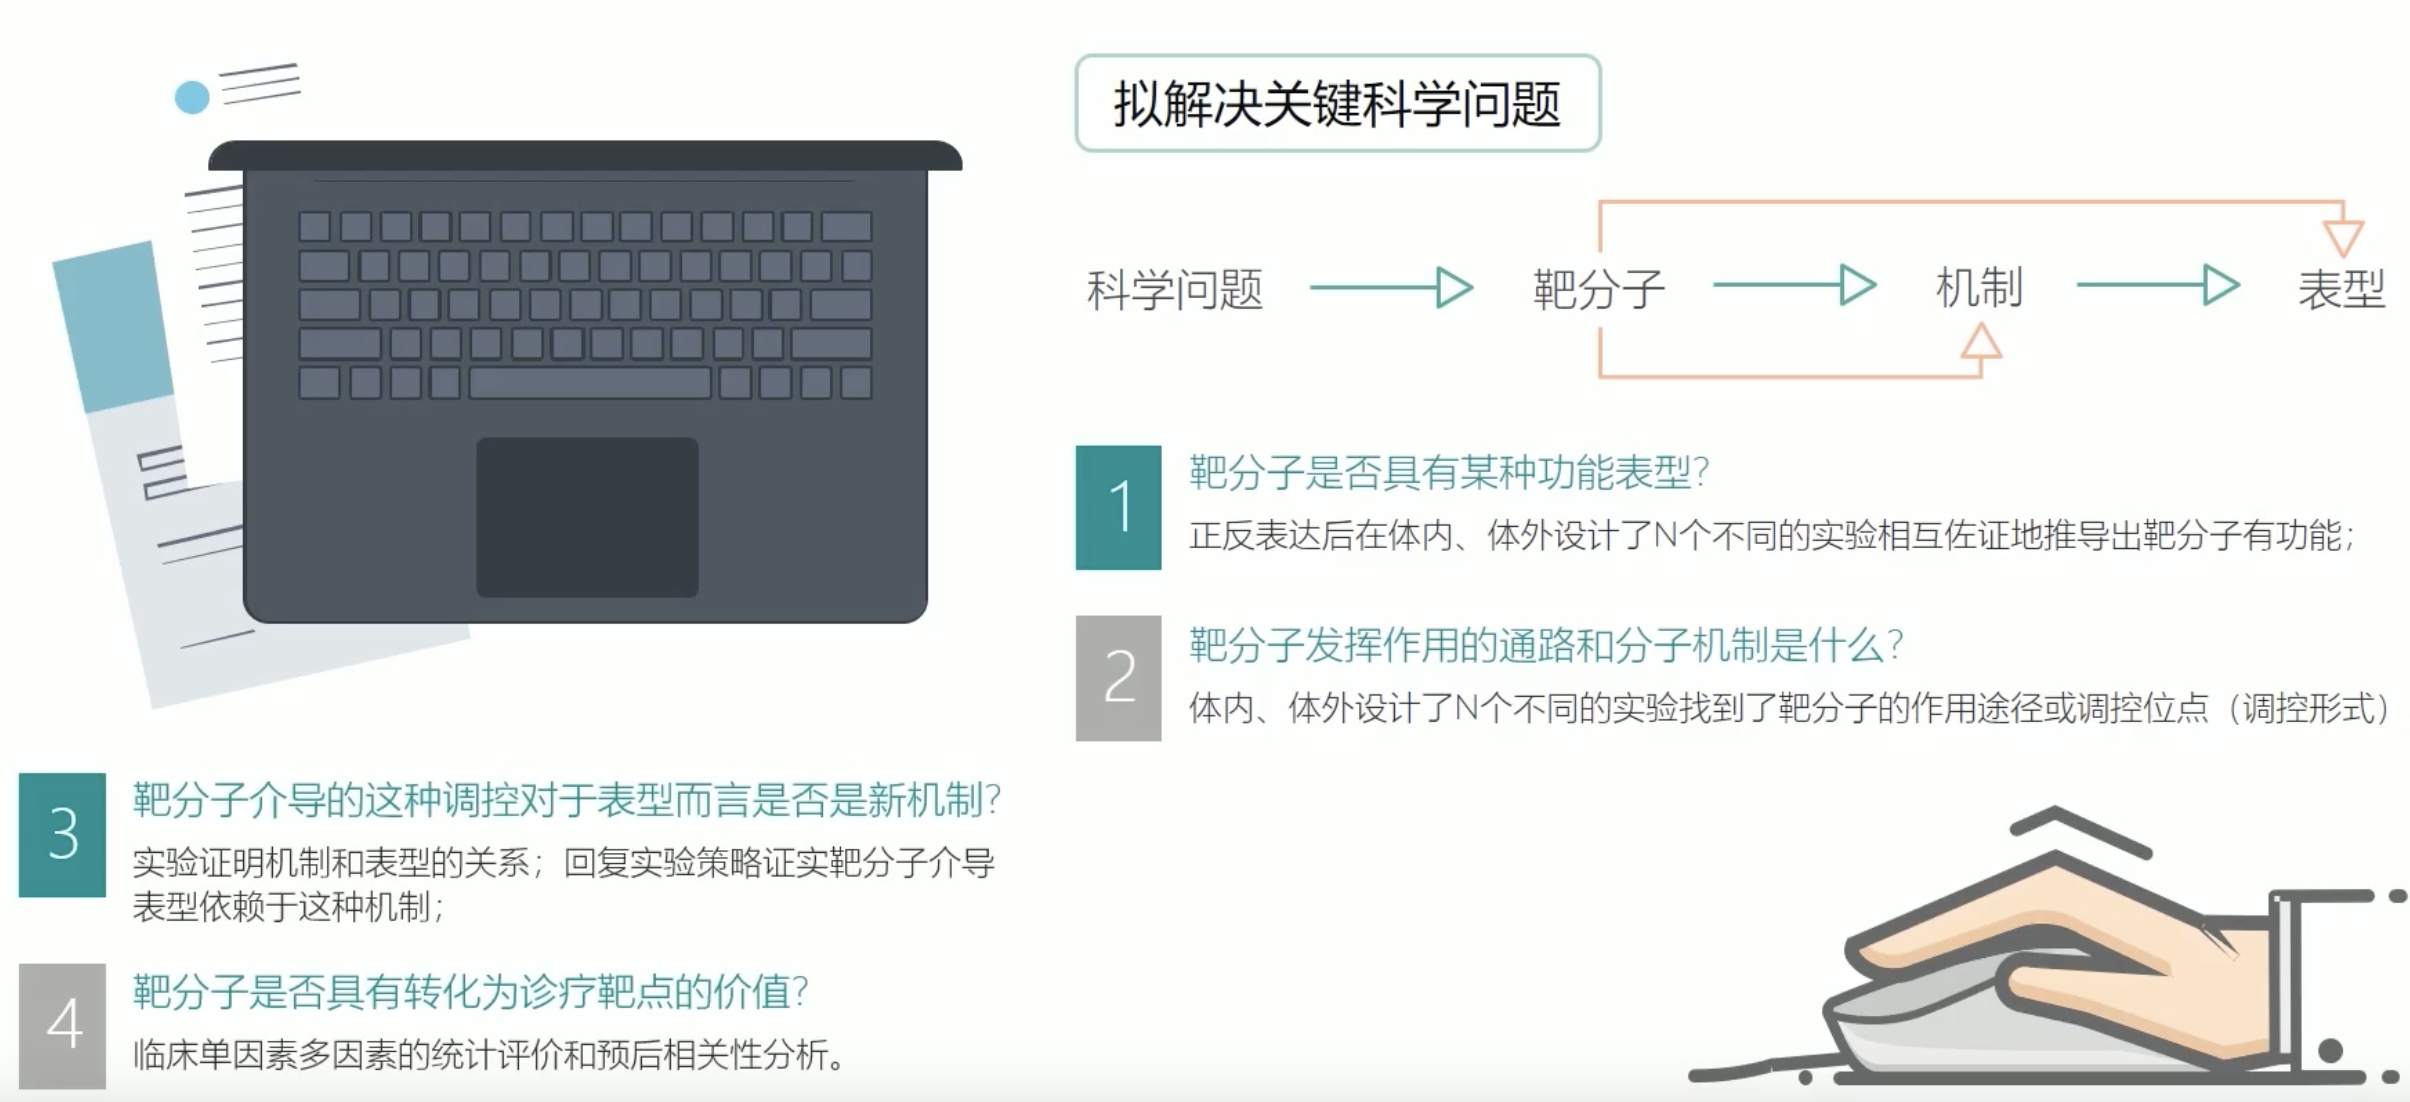 拟解决关键科学问题
科学问题
靶分子
机制
表型
1
靶分子是否具有某种功能表型？
正反表达后在体内、体外设计了N个不同的实验相互佐证地推导出靶分子有功能；
2
靶分子发挥作用的通路和分子机制是什么？
体内、体外设计了N个不同的实验找到了靶分子的作用途径或调控位点（调控形式）
3
靶分子介导的这种调控对于表型而言是否是新机制？
实验证明机制和表型的关系；回复实验策略证实靶分子介导
表型依赖于这种机制；
4
靶分子是否具有转化为诊疗靶点的价值？
临床单因素多因素的统计评价和预后相关性分析。